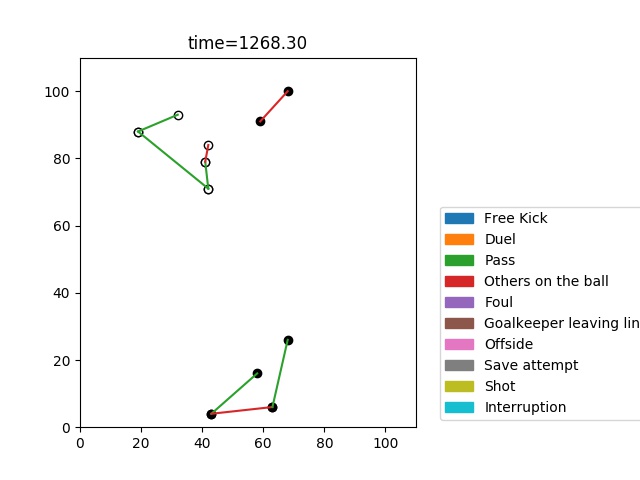 time=1268.30
100
80
60
40
20
0
0 20 40 60 80 100
Free Kick
Duel
Pass
Others on the ball
Foul
Goalkeeper leaving lin
Offside
Save attempt
Shot
Interruption